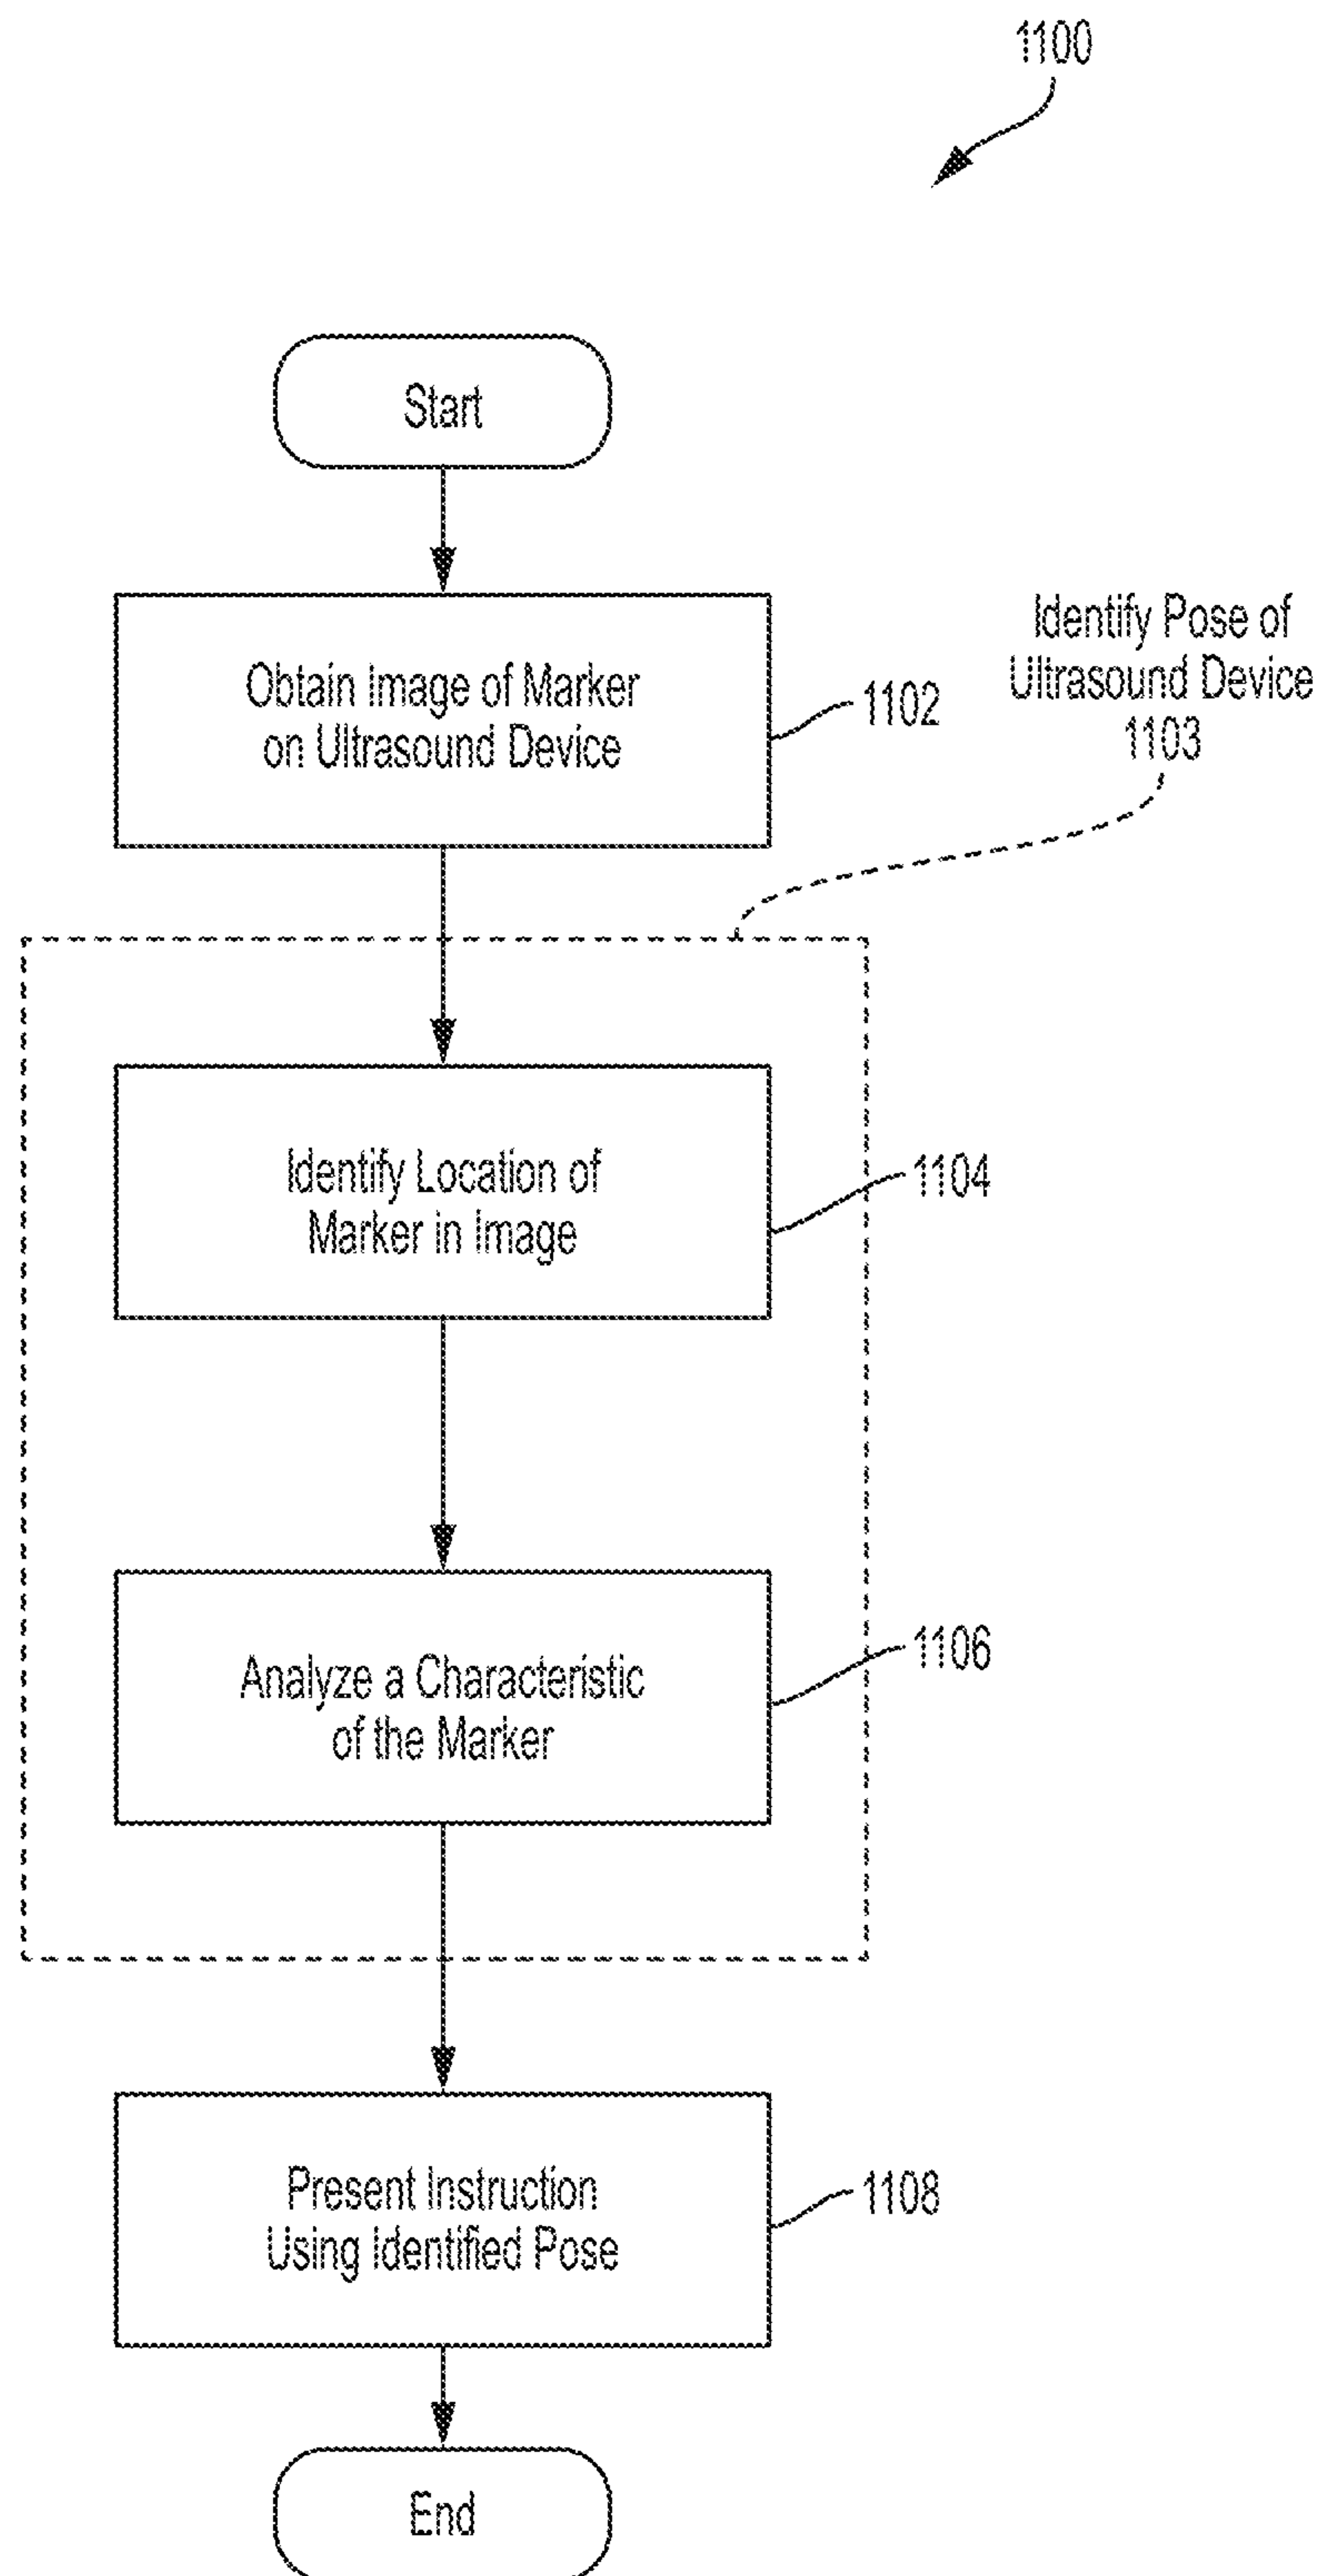 1100
Start
Obtain Image of Marker
on Ultrasound Device
1102
Identify Pose of
Ultrasound Device
1103
Identify Location of
Marker in Image
1104
Analyze a Characteristic
of the Marker
1106
Present Instruction
Using Identified Pose
1108
End